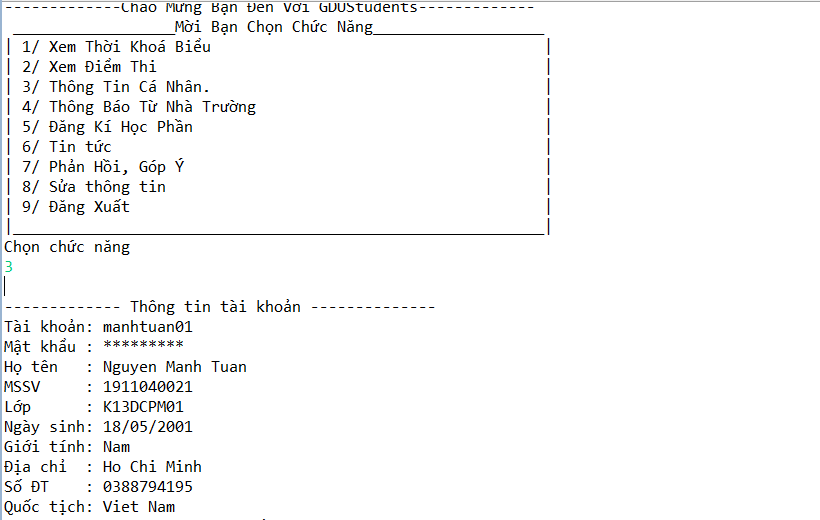 -------------Chào Mừng Bạn Đến Với GDUStudents-------------
__________________Mời Bạn Chọn Chức Năng___________________
| 1/ Xem Thời Khoá Biểu |
| 2/ Xem Điểm Thi |
| 3/ Thông Tin Cá Nhân. |
| 4/ Thông Báo Từ Nhà Trường |
| 5/ Đăng Kí Học Phần |
| 6/ Tin tức |
| 7/ Phản Hồi, Góp Ý |
| 8/ Sửa thông tin |
| 9/ Đăng Xuất |
|___________________________________________________________|
Chọn chức năng
3
------------- Thông tin tài khoản --------------
Tài khoản: manhtuan01
Mật khẩu : *********
Họ tên : Nguyen Manh Tuan
MSSV : 1911040021
Lớp : K13DCPM01
Ngày sinh: 18/05/2001
Giới tính: Nam
Địa chỉ : Ho Chi Minh
Số ĐT : 0388794195
Quốc tịch: Viet Nam